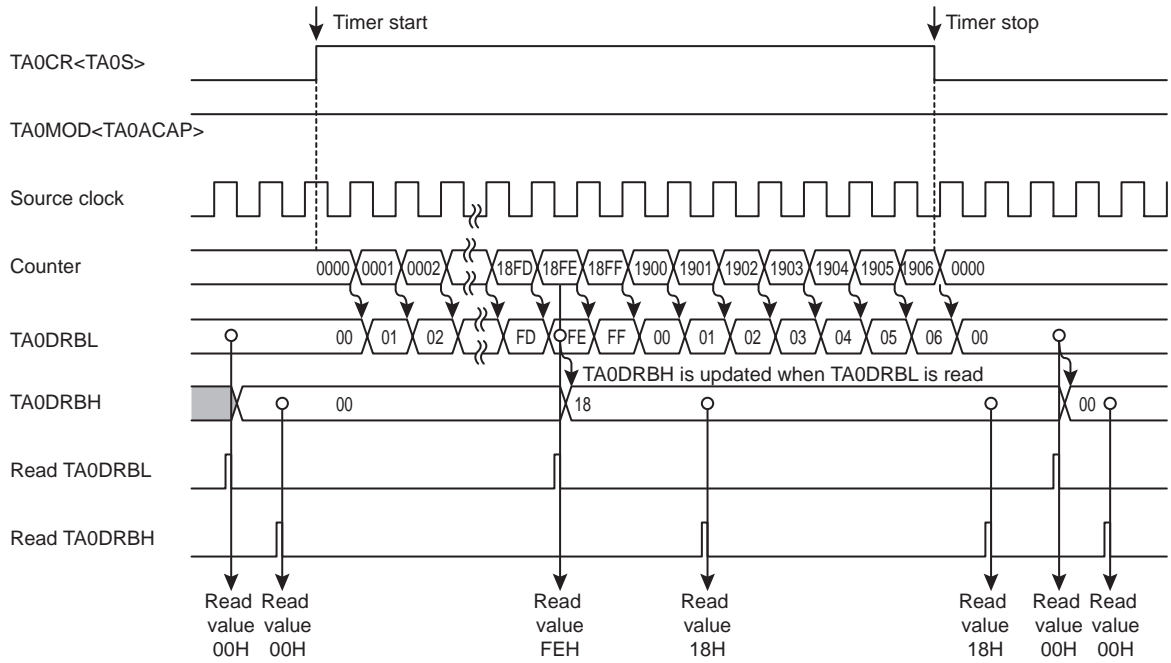 Timer start Timer stop
TA0CR<TA0S>
TA0MOD<TA0ACAP>
Source clock
Counter 0000 0001 0002 18FD 18FE 18FF 1900 1901 1902 1903 1904 1905 1906 0000
TA0DRBL 00 01 02 FD FE FF 00 01 02 03 04 05 06 00
TA0DRBH is updated when TA0DRBL is read
TA0DRBH 00 18 00
Read TA0DRBL
Read TA0DRBH
Read Read Read Read Read Read Read
value value value value value value value
00H 00H FEH 18H 18H 00H 00H